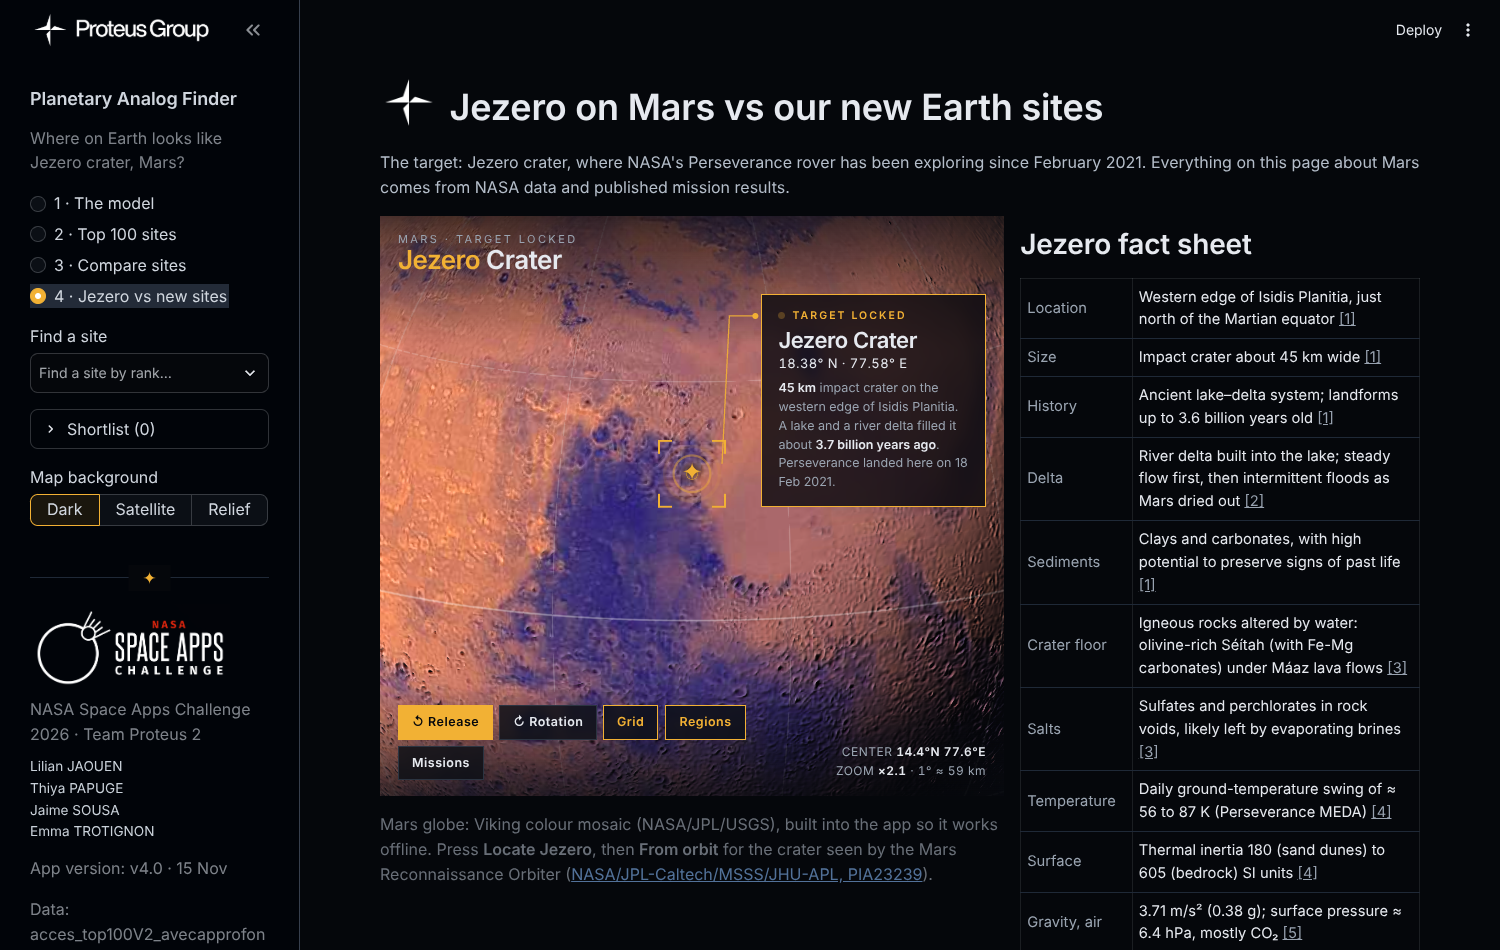 Proteus Group
Planetary Analog Finder
Where on Earth looks like
Jezero crater, Mars?
1 · The model
2 · Top 100 sites
3 · Compare sites
4 · Jezero vs new sites
Find a site
Find a site by rank...
Shortlist (0)
Map background
Dark
Satellite
Relief
NASA
SPACE APPS
CHALLENGE
NASA Space Apps Challenge
2026 · Team Proteus 2
Lilian JAOUEN
Thiya PAPUGE
Jaime SOUSA
Emma TROTIGNON
App version: v4.0 · 15 Nov
Data:
acces_top100V2_avecapprofon
Deploy
Jezero on Mars vs our new Earth sites
The target: Jezero crater, where NASA's Perseverance rover has been exploring since February 2021. Everything on this page about Mars
comes from NASA data and published mission results.
MARS · TARGET LOCKED
Jezero Crater
TARGET LOCKED
Jezero Crater
18.38° N · 77.58° E
45 km impact crater on the
western edge of Isidis Planitia.
A lake and a river delta filled it
about 3.7 billion years ago.
Perseverance landed here on 18
Feb 2021.
↺ Release
↻ Rotation
Grid
Regions
Missions
CENTER 14.4°N 77.6°E
ZOOM ×2.1 · 1° ≈ 59 km
Mars globe: Viking colour mosaic (NASA/JPL/USGS), built into the app so it works
offline. Press Locate Jezero, then From orbit for the crater seen by the Mars
Reconnaissance Orbiter (NASA/JPL-Caltech/MSSS/JHU-APL, PIA23239).
Jezero fact sheet
Location
Western edge of Isidis Planitia, just
north of the Martian equator [1]
Size
Impact crater about 45 km wide [1]
History
Ancient lake–delta system; landforms
up to 3.6 billion years old [1]
Delta
River delta built into the lake; steady
flow first, then intermittent floods as
Mars dried out [2]
Sediments
Clays and carbonates, with high
potential to preserve signs of past life
[1]
Crater floor
Igneous rocks altered by water:
olivine-rich Séítah (with Fe-Mg
carbonates) under Máaz lava flows [3]
Salts
Sulfates and perchlorates in rock
voids, likely left by evaporating brines
[3]
Temperature
Daily ground-temperature swing of ≈
56 to 87 K (Perseverance MEDA) [4]
Surface
Thermal inertia 180 (sand dunes) to
605 (bedrock) SI units [4]
Gravity, air
3.71 m/s² (0.38 g); surface pressure ≈
6.4 hPa, mostly CO₂ [5]